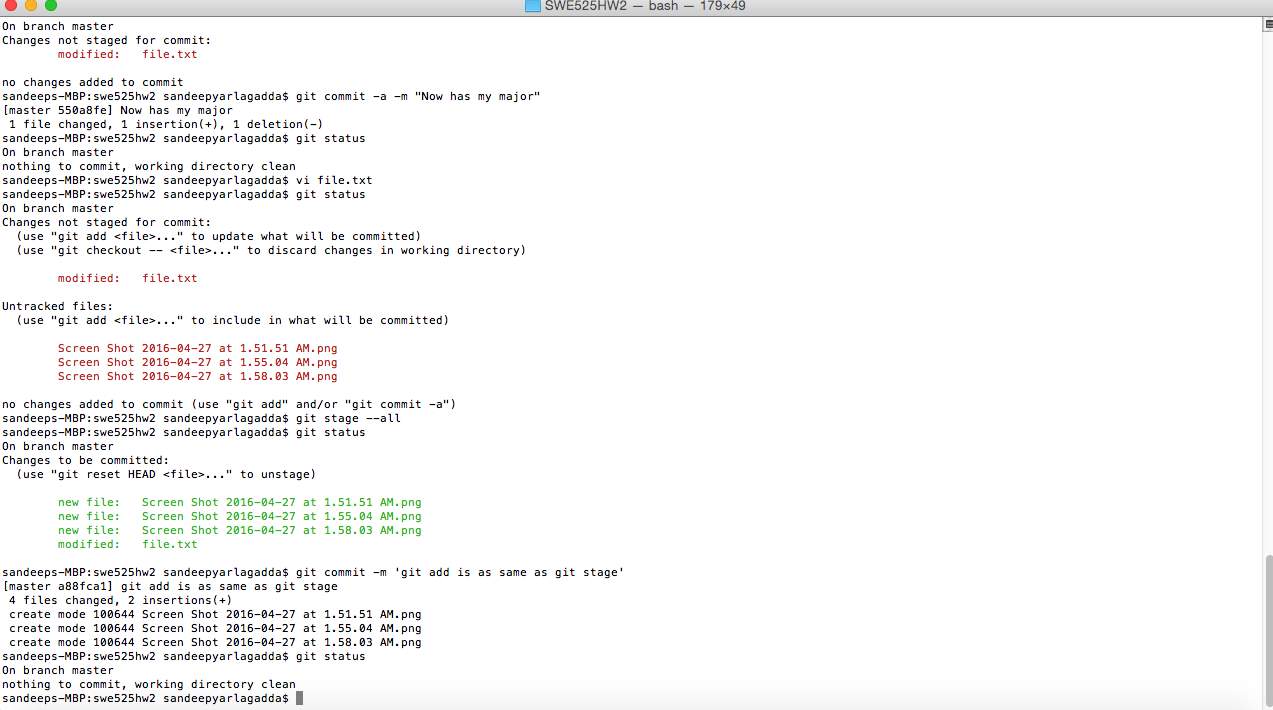 SWE525HW2 — bash — 179×49
On branch master
Changes not staged for commit:
        modified:   file.txt

no changes added to commit
sandeeps-MBP:swe525hw2 sandeepyarlagadda$ git commit -a -m "Now has my major"
[master 550a8fe] Now has my major
 1 file changed, 1 insertion(+), 1 deletion(-)
sandeeps-MBP:swe525hw2 sandeepyarlagadda$ git status
On branch master
nothing to commit, working directory clean
sandeeps-MBP:swe525hw2 sandeepyarlagadda$ vi file.txt
sandeeps-MBP:swe525hw2 sandeepyarlagadda$ git status
On branch master
Changes not staged for commit:
  (use "git add <file>..." to update what will be committed)
  (use "git checkout -- <file>..." to discard changes in working directory)

        modified:   file.txt

Untracked files:
  (use "git add <file>..." to include in what will be committed)

        Screen Shot 2016-04-27 at 1.51.51 AM.png
        Screen Shot 2016-04-27 at 1.55.04 AM.png
        Screen Shot 2016-04-27 at 1.58.03 AM.png

no changes added to commit (use "git add" and/or "git commit -a")
sandeeps-MBP:swe525hw2 sandeepyarlagadda$ git stage --all
sandeeps-MBP:swe525hw2 sandeepyarlagadda$ git status
On branch master
Changes to be committed:
  (use "git reset HEAD <file>..." to unstage)

        new file:   Screen Shot 2016-04-27 at 1.51.51 AM.png
        new file:   Screen Shot 2016-04-27 at 1.55.04 AM.png
        new file:   Screen Shot 2016-04-27 at 1.58.03 AM.png
        modified:   file.txt

sandeeps-MBP:swe525hw2 sandeepyarlagadda$ git commit -m 'git add is as same as git stage'
[master a88fca1] git add is as same as git stage
 4 files changed, 2 insertions(+)
 create mode 100644 Screen Shot 2016-04-27 at 1.51.51 AM.png
 create mode 100644 Screen Shot 2016-04-27 at 1.55.04 AM.png
 create mode 100644 Screen Shot 2016-04-27 at 1.58.03 AM.png
sandeeps-MBP:swe525hw2 sandeepyarlagadda$ git status
On branch master
nothing to commit, working directory clean
sandeeps-MBP:swe525hw2 sandeepyarlagadda$